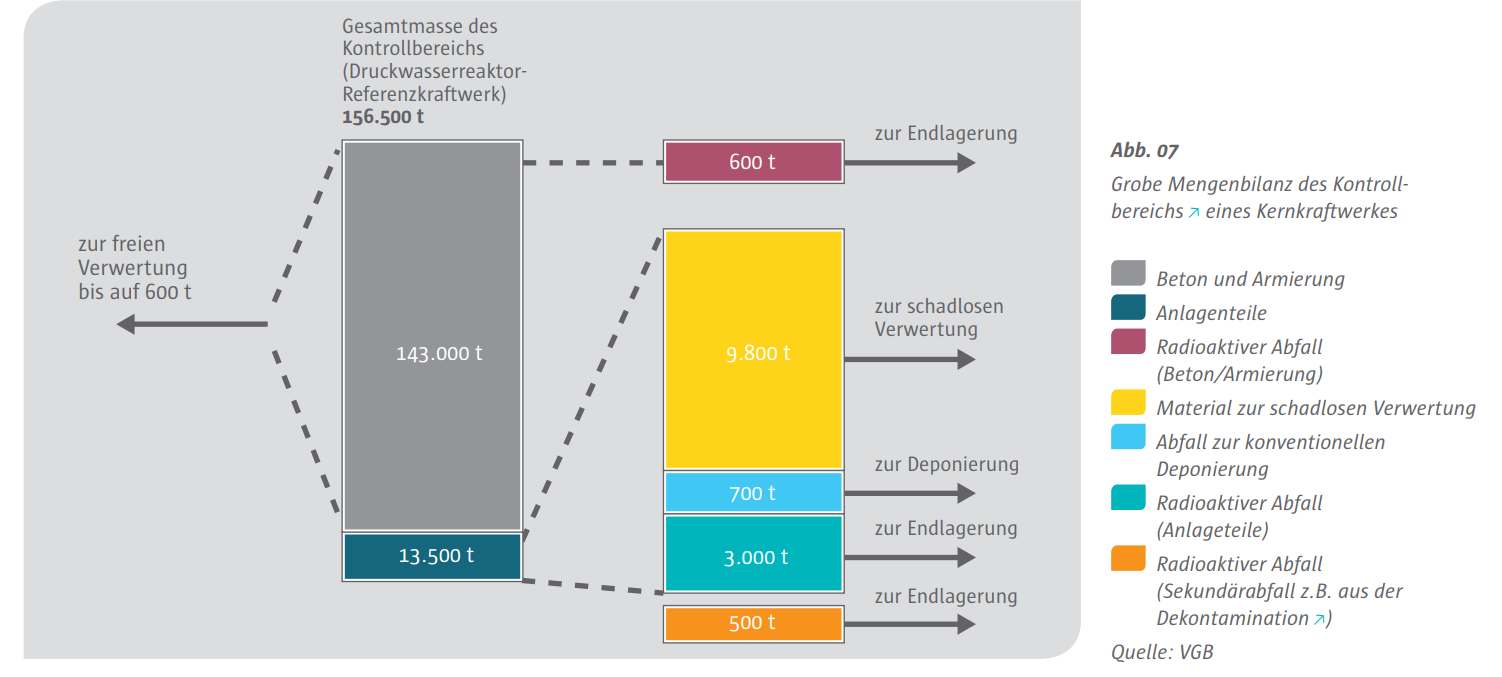 Gesamtmasse des
Kontrollbereichs
(Druckwasserreaktor-
Referenzkraftwerk)
156.500 t
zur freien
Verwertung
bis auf 600 t
143.000 t
13.500 t
600 t
zur Endlagerung
9.800 t
zur schadlosen
Verwertung
700 t
zur Deponierung
3.000 t
zur Endlagerung
500 t
zur Endlagerung
Abb. 07
Grobe Mengenbilanz des Kontroll-
bereichs ↗ eines Kernkraftwerkes
Beton und Armierung
Anlagenteile
Radioaktiver Abfall
(Beton/Armierung)
Material zur schadlosen Verwertung
Abfall zur konventionellen
Deponierung
Radioaktiver Abfall
(Anlageteile)
Radioaktiver Abfall
(Sekundärabfall z.B. aus der
Dekontamination ↗)
Quelle: VGB